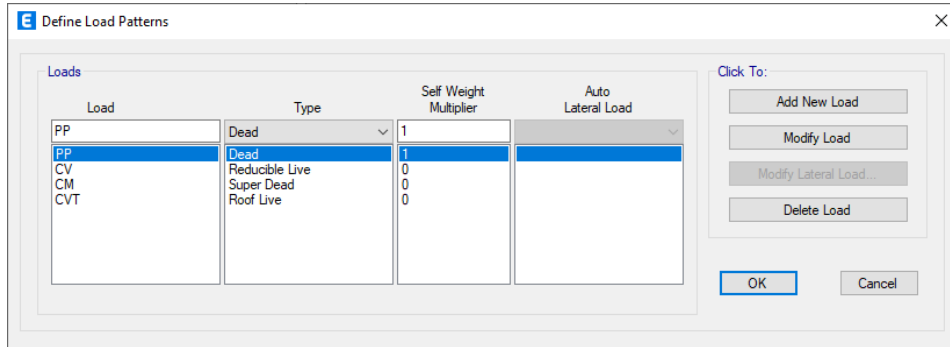 E Define Load Patterns
Loads
Click To:
Load Type Self Weight Multiplier Auto Lateral Load
PP Dead 1
PP Dead 1
CV Reducible Live 0
CM Super Dead 0
CVT Roof Live 0
Add New Load
Modify Load
Modify Lateral Load...
Delete Load
OK Cancel